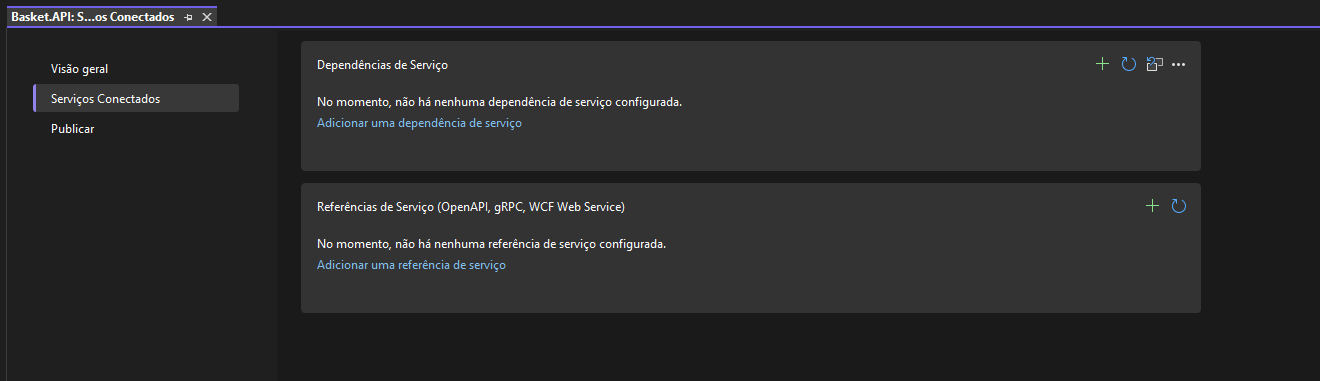 Basket.API: S...os Conectados
Visão geral
Serviços Conectados
Publicar
Dependências de Serviço
No momento, não há nenhuma dependência de serviço configurada.
Adicionar uma dependência de serviço
Referências de Serviço (OpenAPI, gRPC, WCF Web Service)
No momento, não há nenhuma referência de serviço configurada.
Adicionar uma referência de serviço